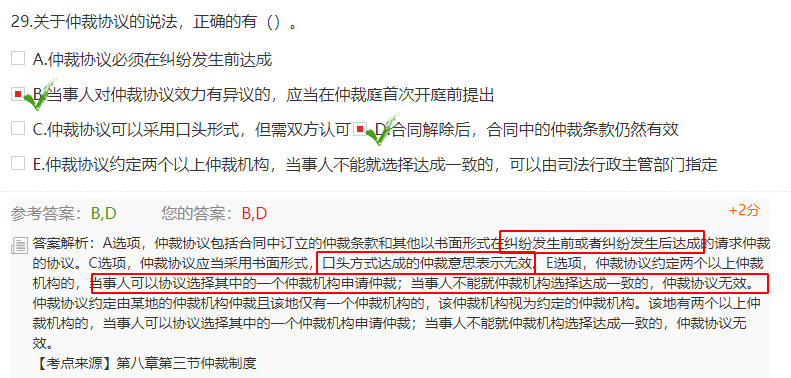 29.关于仲裁协议的说法，正确的有（）。
A.仲裁协议必须在纠纷发生前达成
B.当事人对仲裁协议效力有异议的，应当在仲裁庭首次开庭前提出
C.仲裁协议可以采用口头形式，但需双方认可 D.合同解除后，合同中的仲裁条款仍然有效
E.仲裁协议约定两个以上仲裁机构，当事人不能就选择达成一致的，可以由司法行政主管部门指定
参考答案：B,D 您的答案：B,D +2分
答案解析：A选项，仲裁协议包括合同中订立的仲裁条款和其他以书面形式在纠纷发生前或者纠纷发生后达成的请求仲裁
的协议。C选项，仲裁协议应当采用书面形式，口头方式达成的仲裁意思表示无效。E选项，仲裁协议约定两个以上仲裁
机构的，当事人可以协议选择其中的一个仲裁机构申请仲裁；当事人不能就仲裁机构选择达成一致的，仲裁协议无效。
仲裁协议约定由某地的仲裁机构仲裁且该地仅有一个仲裁机构的，该仲裁机构视为约定的仲裁机构。该地有两个以上仲
裁机构的，当事人可以协议选择其中的一个仲裁机构申请仲裁；当事人不能就仲裁机构选择达成一致的，仲裁协议无
效。
【考点来源】第八章第三节仲裁制度